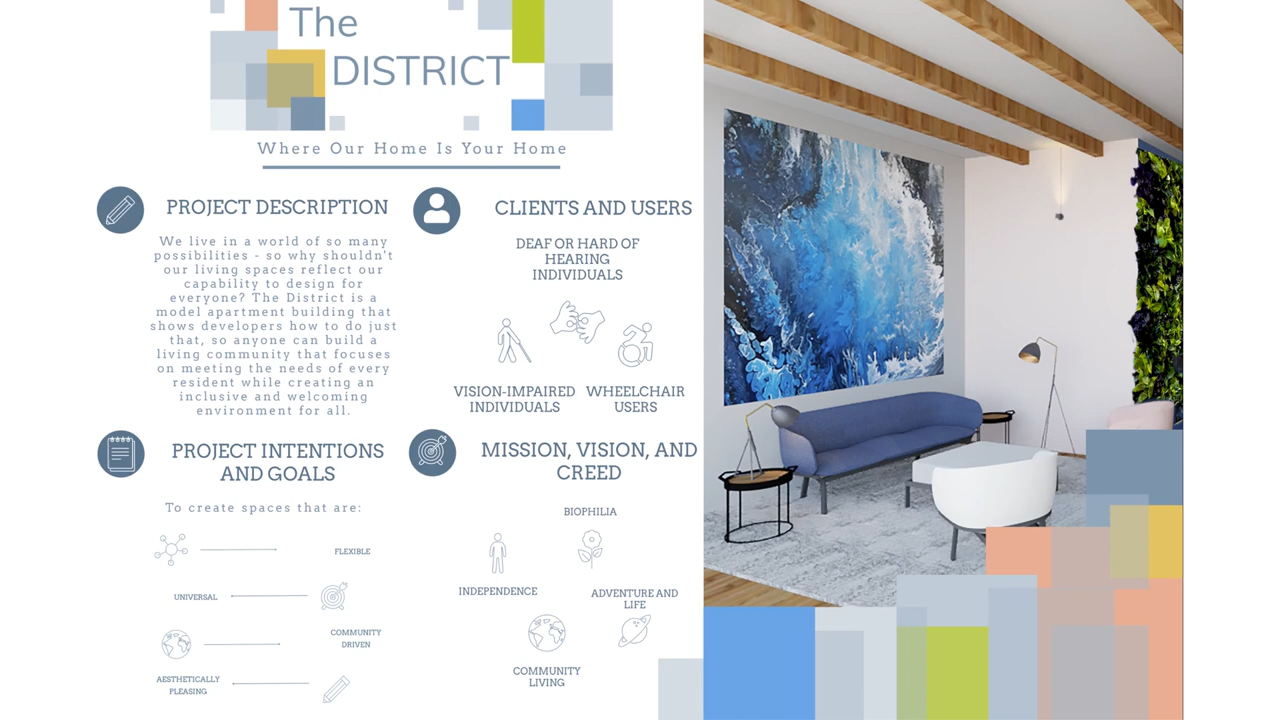 The
DISTRICT
Where Our Home Is Your Home
PROJECT DESCRIPTION
We live in a world of so many
possibilities - so why shouldn't
our living spaces reflect our
capability to design for
everyone? The District is a
model apartment building that
shows developers how to do just
that, so anyone can build a
living community that focuses
on meeting the needs of every
resident while creating an
inclusive and welcoming
environment for all.
CLIENTS AND USERS
DEAF OR HARD OF
HEARING
INDIVIDUALS
VISION-IMPAIRED
INDIVIDUALS
WHEELCHAIR
USERS
PROJECT INTENTIONS
AND GOALS
To create spaces that are:
FLEXIBLE
UNIVERSAL
COMMUNITY
DRIVEN
AESTHETICALLY
PLEASING
MISSION, VISION, AND
CREED
BIOPHILIA
INDEPENDENCE
ADVENTURE AND
LIFE
COMMUNITY
LIVING